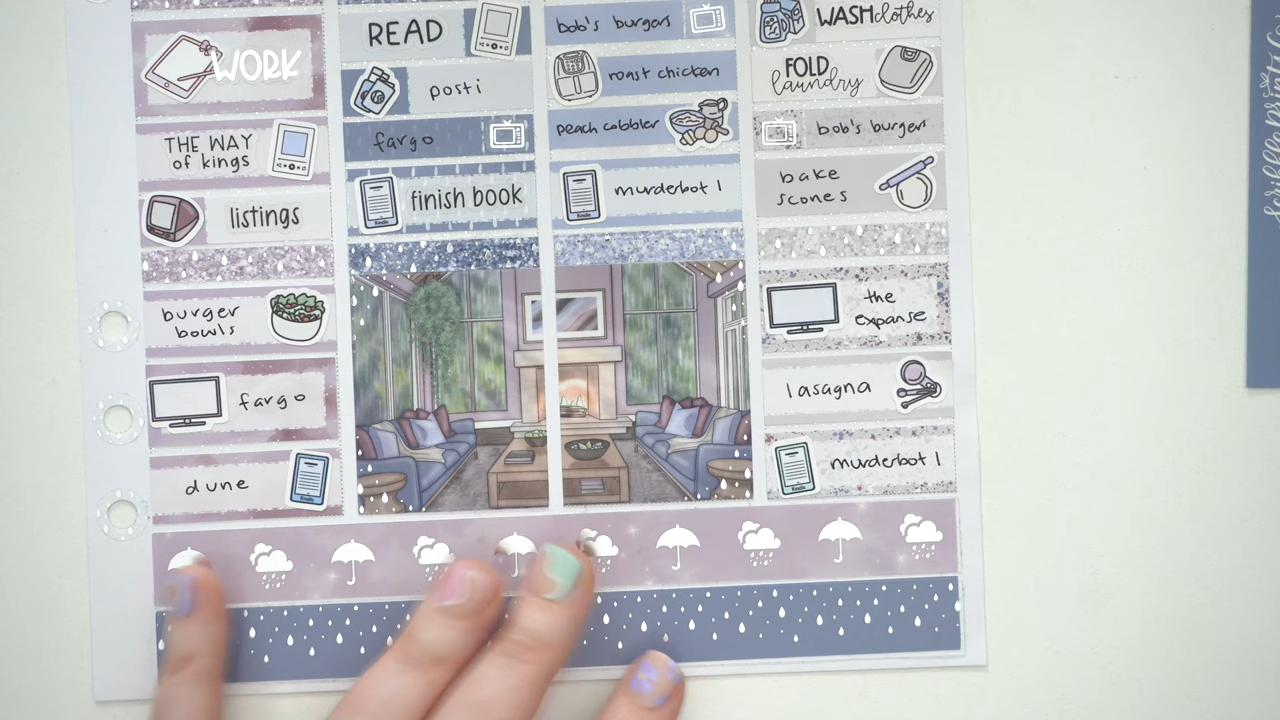 WORK
THE WAY
of kings
listings
burger
bowls
fargo
dune
READ
posti
fargo
finish book
bob's burgers
roast chicken
peach cobbler
murderbot 1
WASH clothes
FOLD
laundry
bob's burgers
bake
scones
the
expanse
lasagna
murderbot 1